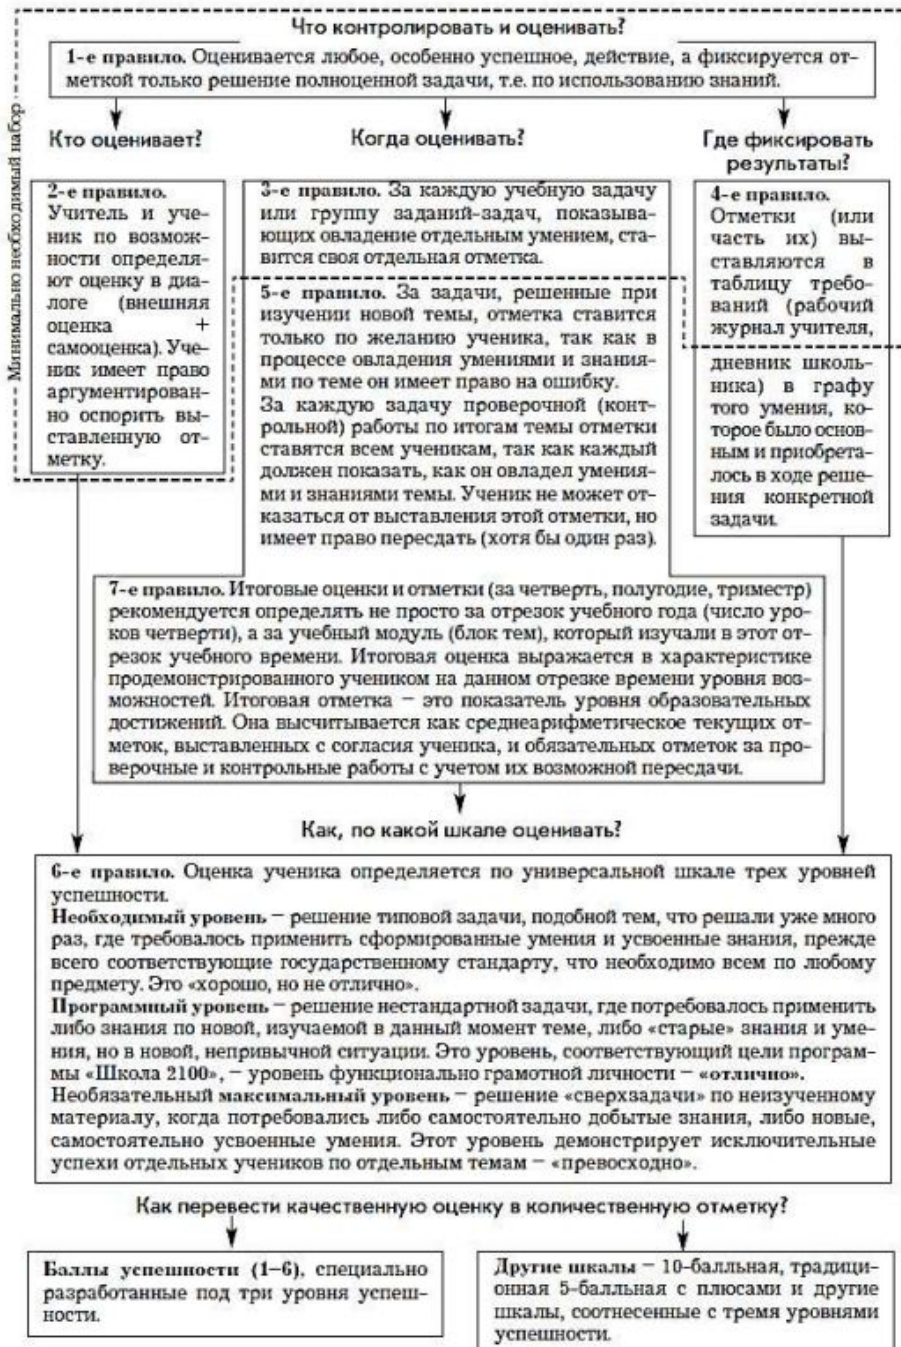 Что контролировать и оценивать?
1-е правило. Оценивается любое, особенно успешное, действие, а фиксируется от-
меткой только решение полноценной задачи, т.е. по использованию знаний.
Минимально необходимый набор
Кто оценивает?
Когда оценивать?
Где фиксировать
результаты?
2-е правило.
Учитель и уче-
ник по возмож-
ности определя-
ют оценку в диа-
логе (внешняя
оценка +
самооценка). Уче-
ник имеет право
аргументирован-
но оспорить вы-
ставленную от-
метку.
3-е правило. За каждую учебную задачу
или группу заданий-задач, показыва-
ющих овладение отдельным умением, ста-
вится своя отдельная отметка.
5-е правило. За задачи, решенные при
изучении новой темы, отметка ставится
только по желанию ученика, так как в
процессе овладения умениями и знания-
ми по теме он имеет право на ошибку.
За каждую задачу проверочной (конт-
рольной) работы по итогам темы отметки
ставятся всем ученикам, так как каждый
должен показать, как он овладел умения-
ми и знаниями темы. Ученик не может от-
казаться от выставления этой отметки, но
имеет право пересдать (хотя бы один раз).
4-е правило.
Отметки (или
часть их) вы-
ставляются в
таблицу требо-
ваний (рабочий
журнал учителя,
дневник школь-
ника) в графу
того умения, ко-
торое было основ-
ным и приобрета-
лось в ходе реше-
ния конкретной
задачи.
7-е правило. Итоговые оценки и отметки (за четверть, полугодие, триместр)
рекомендуется определять не просто за отрезок учебного года (число уро-
ков четверти), а за учебный модуль (блок тем), который изучали в этот от-
резок учебного времени. Итоговая оценка выражается в характеристике
продемонстрированного учеником на данном отрезке времени уровня воз-
можностей. Итоговая отметка – это показатель уровня образовательных
достижений. Она высчитывается как среднеарифметическое текущих от-
меток, выставленных с согласия ученика, и обязательных отметок за про-
верочные и контрольные работы с учетом их возможной пересдачи.
Как, по какой шкале оценивать?
6-е правило. Оценка ученика определяется по универсальной шкале трех уровней
успешности.
Необходимый уровень – решение типовой задачи, подобной тем, что решали уже много
раз, где требовалось применить сформированные умения и усвоенные знания, прежде
всего соответствующие государственному стандарту, что необходимо всем по любому
предмету. Это «хорошо, но не отлично».
Программный уровень – решение нестандартной задачи, где потребовалось применить
либо знания по новой, изучаемой в данный момент теме, либо «старые» знания и уме-
ния, но в новой, непривычной ситуации. Это уровень, соответствующий цели програм-
мы «Школа 2100», – уровень функционально грамотной личности – «отлично».
Необязательный максимальный уровень – решение «сверхзадачи» по неизученному
материалу, когда потребовались либо самостоятельно добытые знания, либо новые,
самостоятельно усвоенные умения. Этот уровень демонстрирует исключительные
успехи отдельных учеников по отдельным темам – «превосходно».
Как перевести качественную оценку в количественную отметку?
Баллы успешности (1–6), специально
разработанные под три уровня успеш-
ности.
Другие шкалы – 10-балльная, традици-
онная 5-балльная с плюсами и другие
шкалы, соотнесенные с тремя уровнями
успешности.